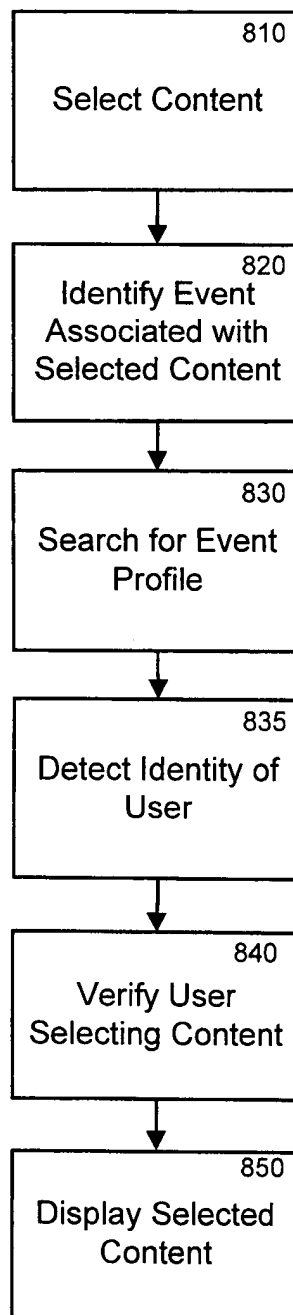 810
Select Content
820
Identify Event
Associated with
Selected Content
830
Search for Event
Profile
835
Detect Identity of
User
840
Verify User
Selecting Content
850
Display Selected
Content